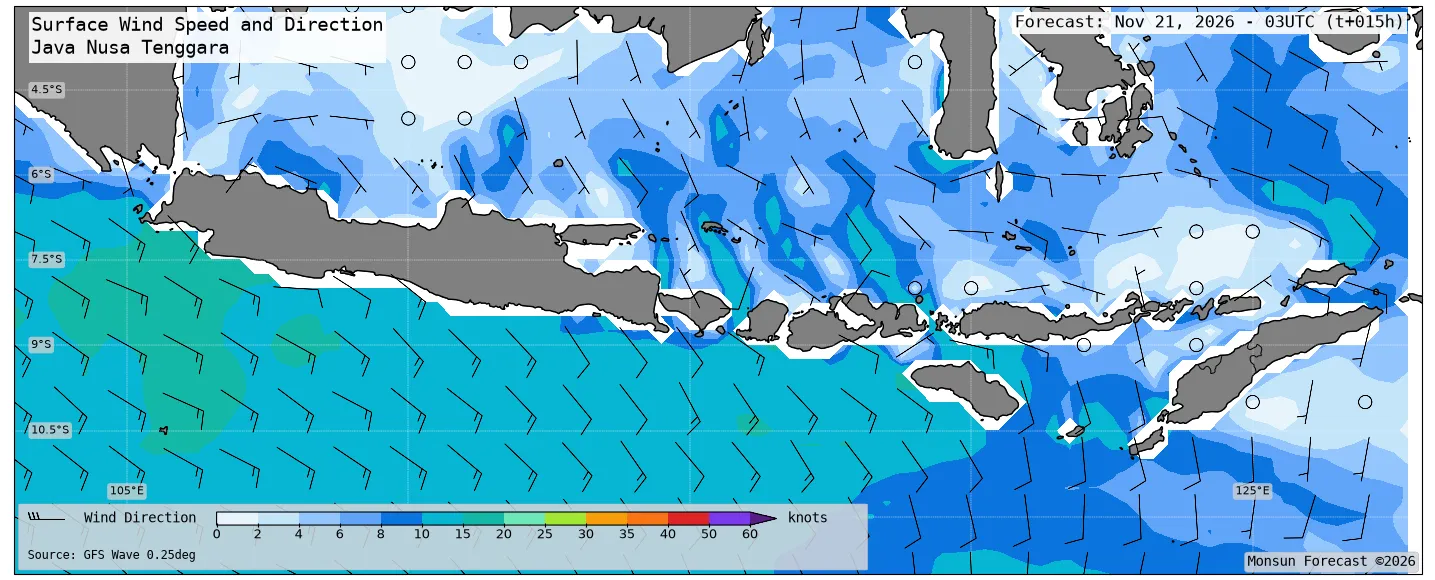 Surface Wind Speed and Direction
Java Nusa Tenggara
Forecast: Nov 21, 2026 - 03UTC (t+015h)
4.5°S
6°S
7.5°S
9°S
10.5°S
105°E
125°E
Wind Direction
0 2 4 6 8 10 15 20 25 30 35 40 50 60
knots
Source: GFS Wave 0.25deg
Monsun Forecast ©2026